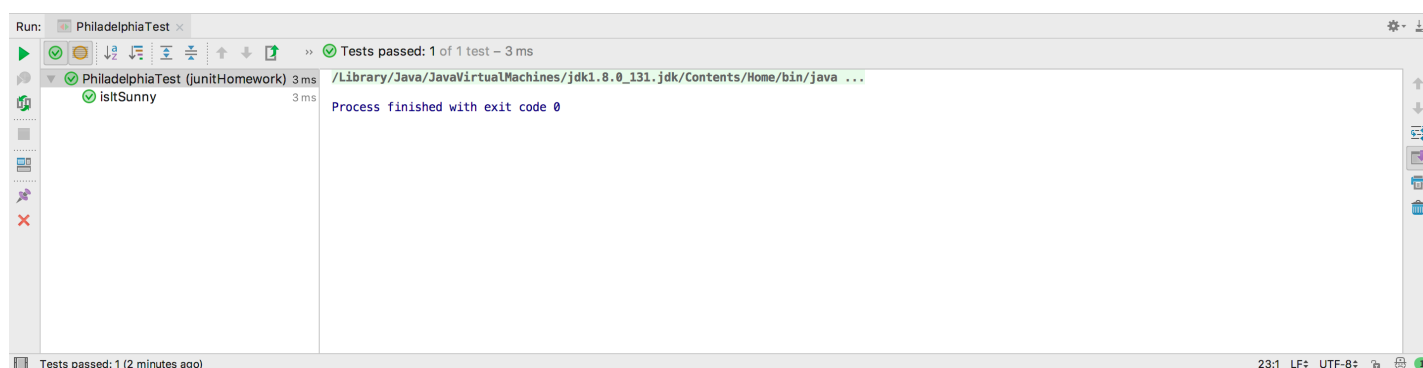 Run: PhiladelphiaTest
Tests passed: 1 of 1 test – 3 ms
PhiladelphiaTest (junitHomework) 3 ms
isItSunny 3 ms
/Library/Java/JavaVirtualMachines/jdk1.8.0_131.jdk/Contents/Home/bin/java ...
Process finished with exit code 0
Tests passed: 1 (2 minutes ago)
23:1 LF UTF-8